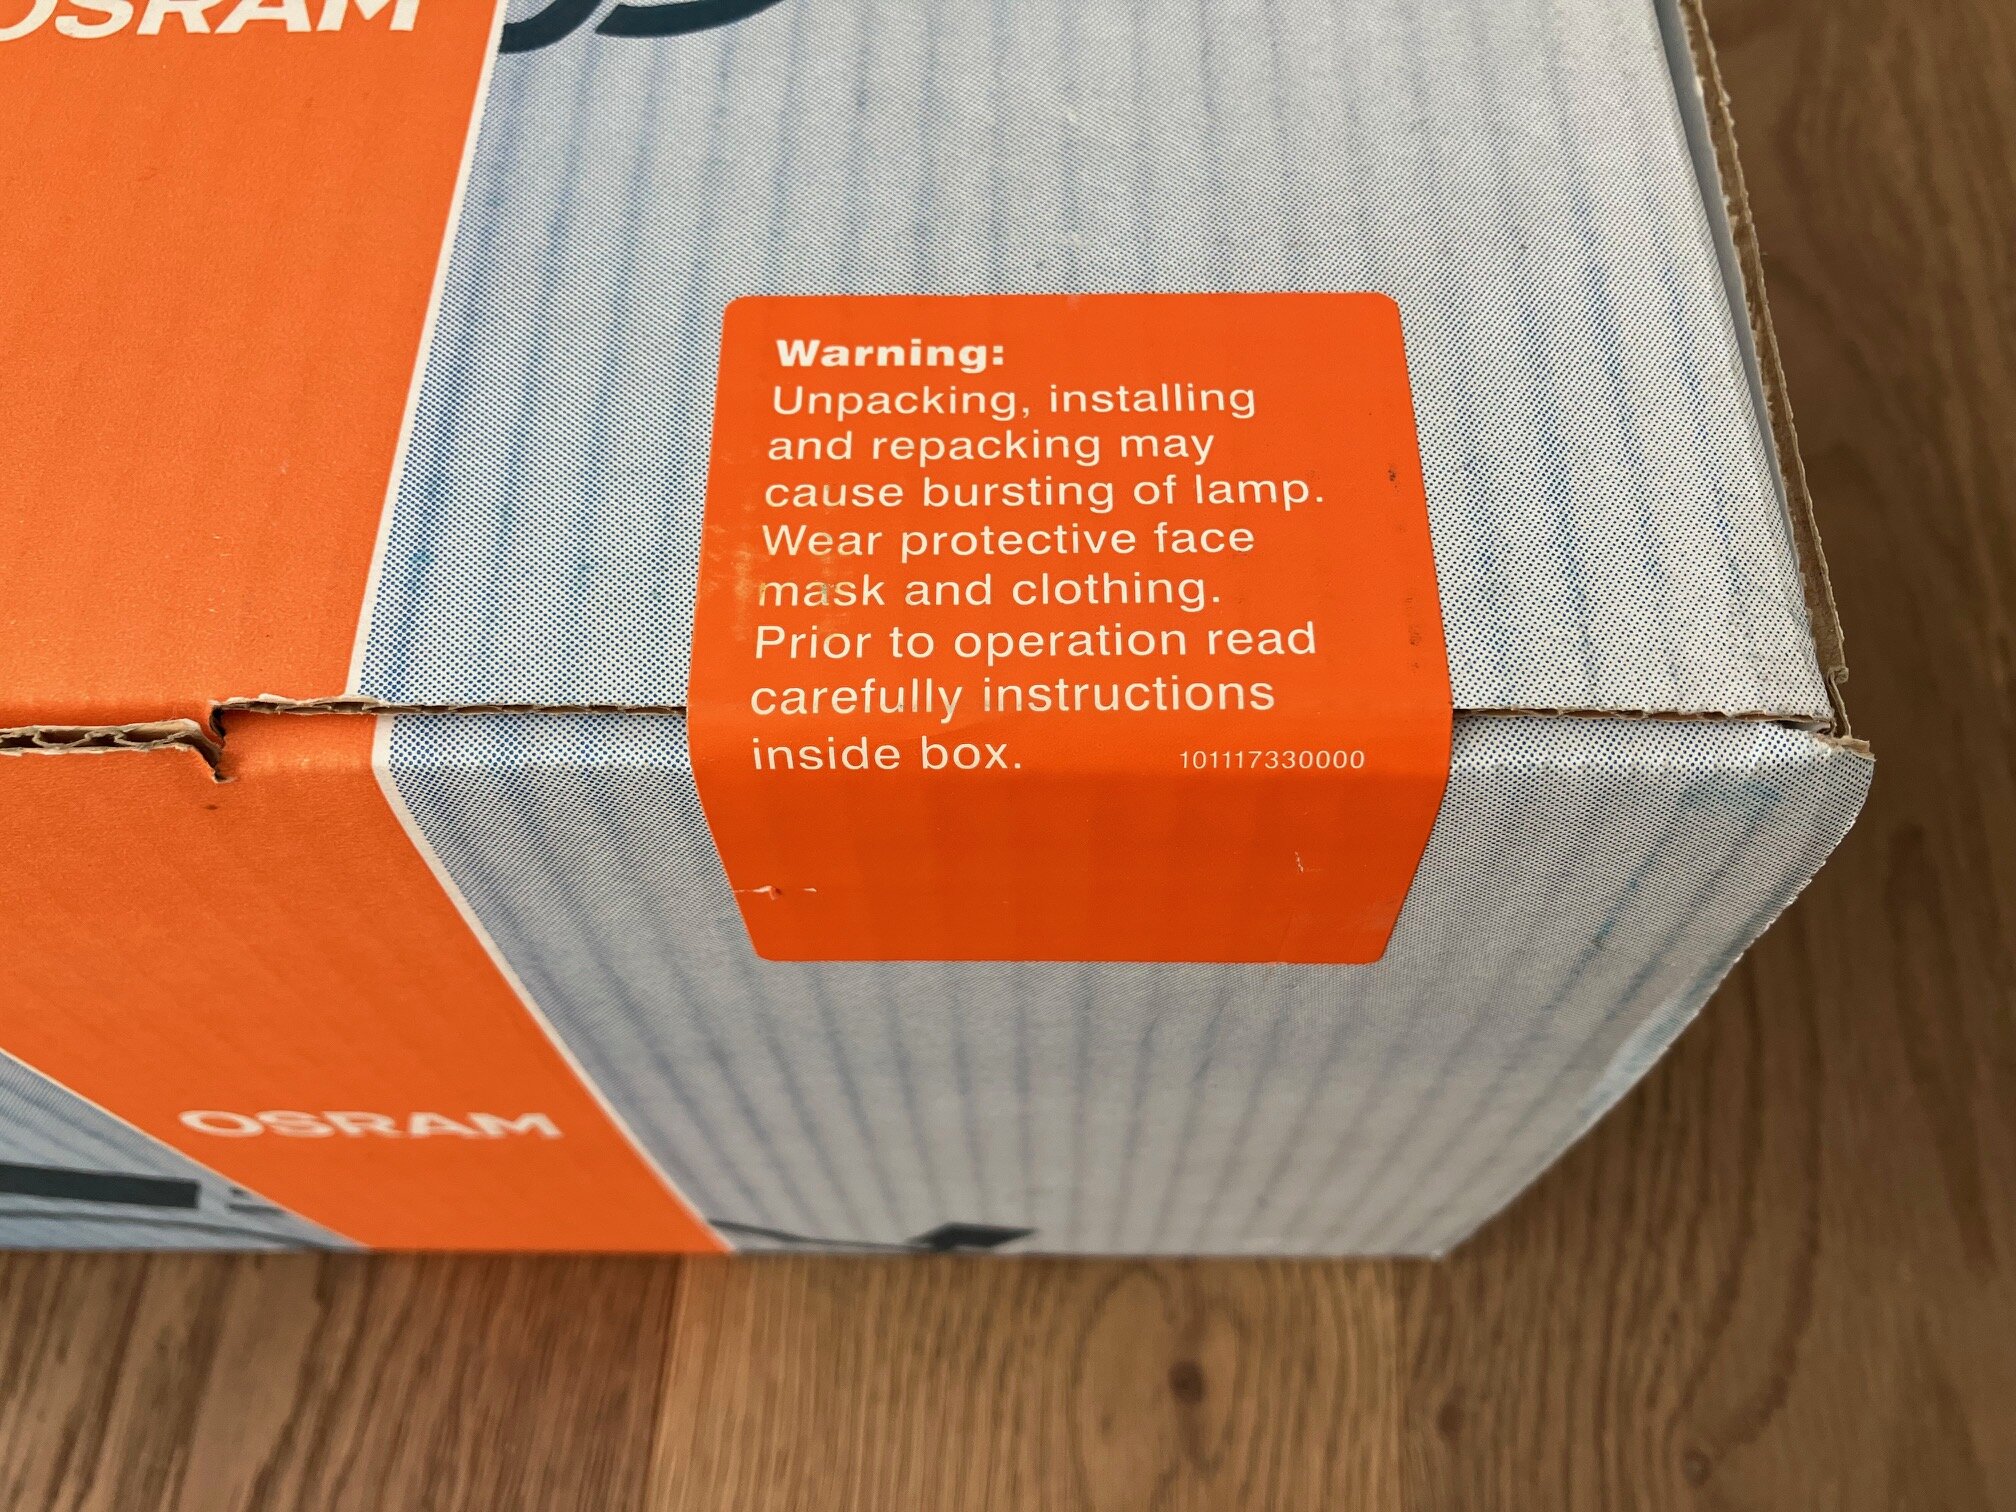 OSRAM
Warning:
Unpacking, installing
and repacking may
cause bursting of lamp.
Wear protective face
mask and clothing.
Prior to operation read
carefully instructions
inside box.
101117330000
OSRAM